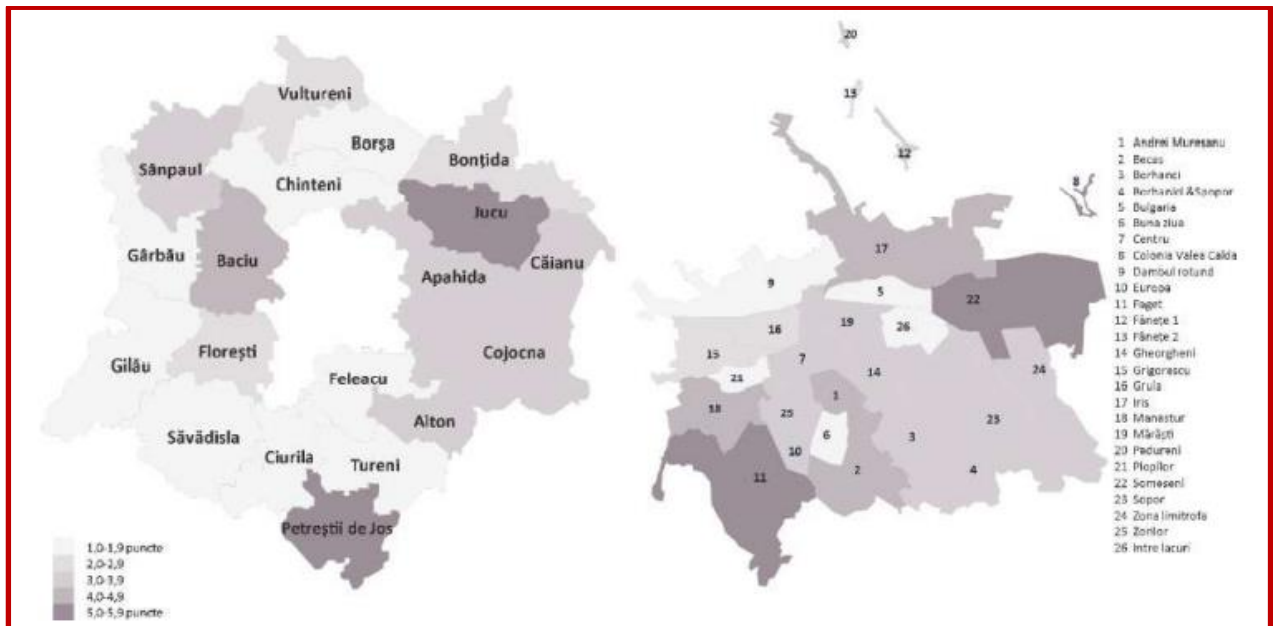 Vultureni
Borșa
Sânpaul
Bonțida
Chinteni
Jucu
Gârbău
Baciu
Căianu
Apahida
Florești
Cojocna
Gilău
Feleacu
Aiton
Săvădisla
Ciurila
Tureni
Petreștii de Jos
1,0-1,9 puncte
2,0-2,9
3,0-3,9
4,0-4,9
5,0-5,9 puncte
20
13
12
8
17
9
5
22
16
19
26
15
7
24
21
14
1
18
25
23
6
3
10
2
4
11
1 Andrei Muresanu
2 Becas
3 Borhanci
4 Borhanici &Sopor
5 Bulgaria
6 Buna ziua
7 Centru
8 Colonia Valea Calda
9 Dambul rotund
10 Europa
11 Faget
12 Fânețe 1
13 Fânețe 2
14 Gheorgheni
15 Grigorescu
16 Gruia
17 Iris
18 Manastur
19 Mărăști
20 Padureni
21 Plopilor
22 Someseni
23 Sopor
24 Zona limitrofa
25 Zorilor
26 Intre lacuri